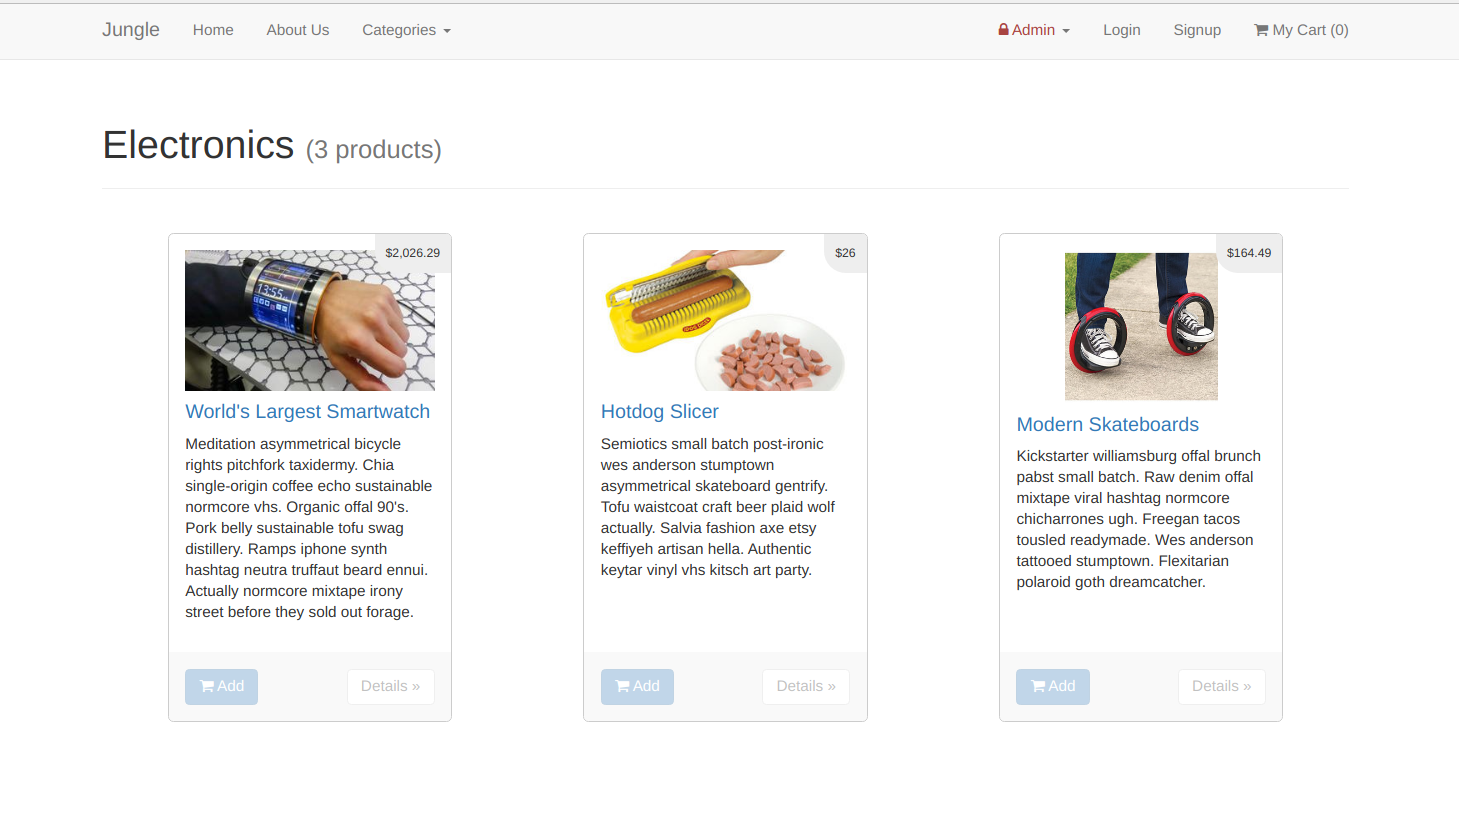 Jungle Home About Us Categories Admin Login Signup My Cart (0)
Electronics (3 products)
$2,026.29
13:55
World's Largest Smartwatch
Meditation asymmetrical bicycle
rights pitchfork taxidermy. Chia
single-origin coffee echo sustainable
normcore vhs. Organic offal 90's.
Pork belly sustainable tofu swag
distillery. Ramps iphone synth
hashtag neutra truffaut beard ennui.
Actually normcore mixtape irony
street before they sold out forage.
Add Details »
$26
Hotdog Slicer
Semiotics small batch post-ironic
wes anderson stumptown
asymmetrical skateboard gentrify.
Tofu waistcoat craft beer plaid wolf
actually. Salvia fashion axe etsy
keffiyeh artisan hella. Authentic
keytar vinyl vhs kitsch art party.
Add Details »
$164.49
Modern Skateboards
Kickstarter williamsburg offal brunch
pabst small batch. Raw denim offal
mixtape viral hashtag normcore
chicharrones ugh. Freegan tacos
tousled readymade. Wes anderson
tattooed stumptown. Flexitarian
polaroid goth dreamcatcher.
Add Details »